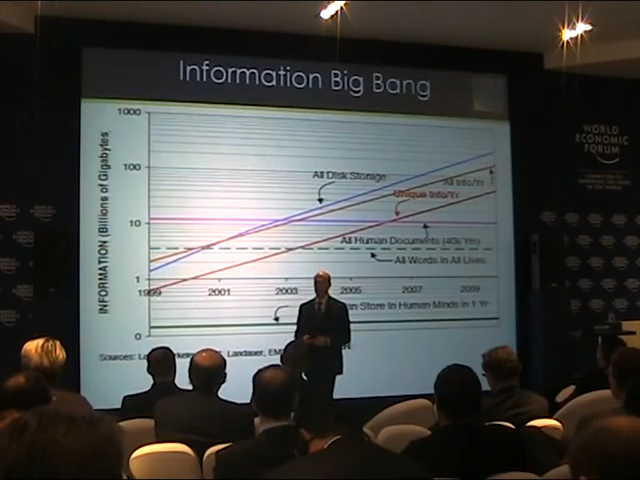 Information Big Bang
WORLD
ECONOMIC
FORUM
INFORMATION (Billions of Gigabytes)
1000
100
10
1
0
All Disk Storage
All Info/Yr
Unique Info/Yr
All Human Documents (40k Yrs)
All Words In All Lives
1999
2001
2003
2005
2007
2009
Store In Human Minds In 1 Yr
Sources:
Landauer,